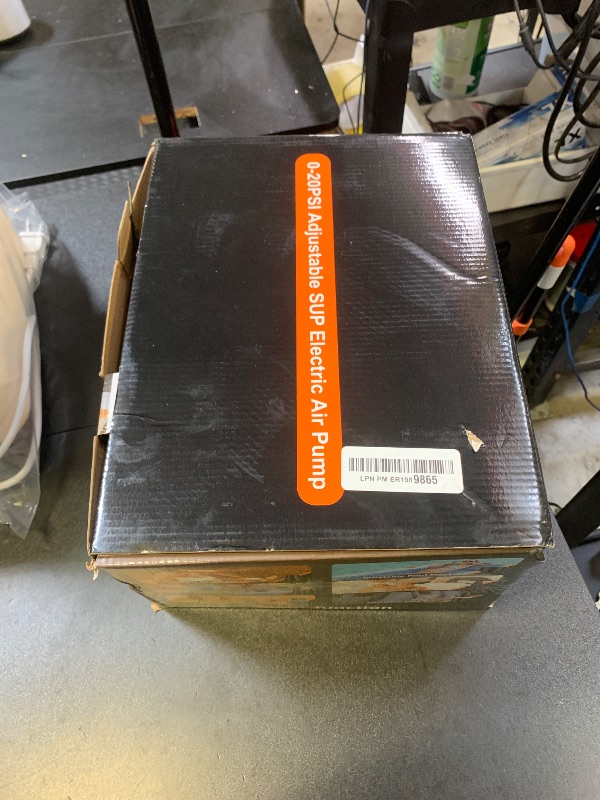 0-20PSI Adjustable SUP Electric Air Pump
LPN PM ER198 9865